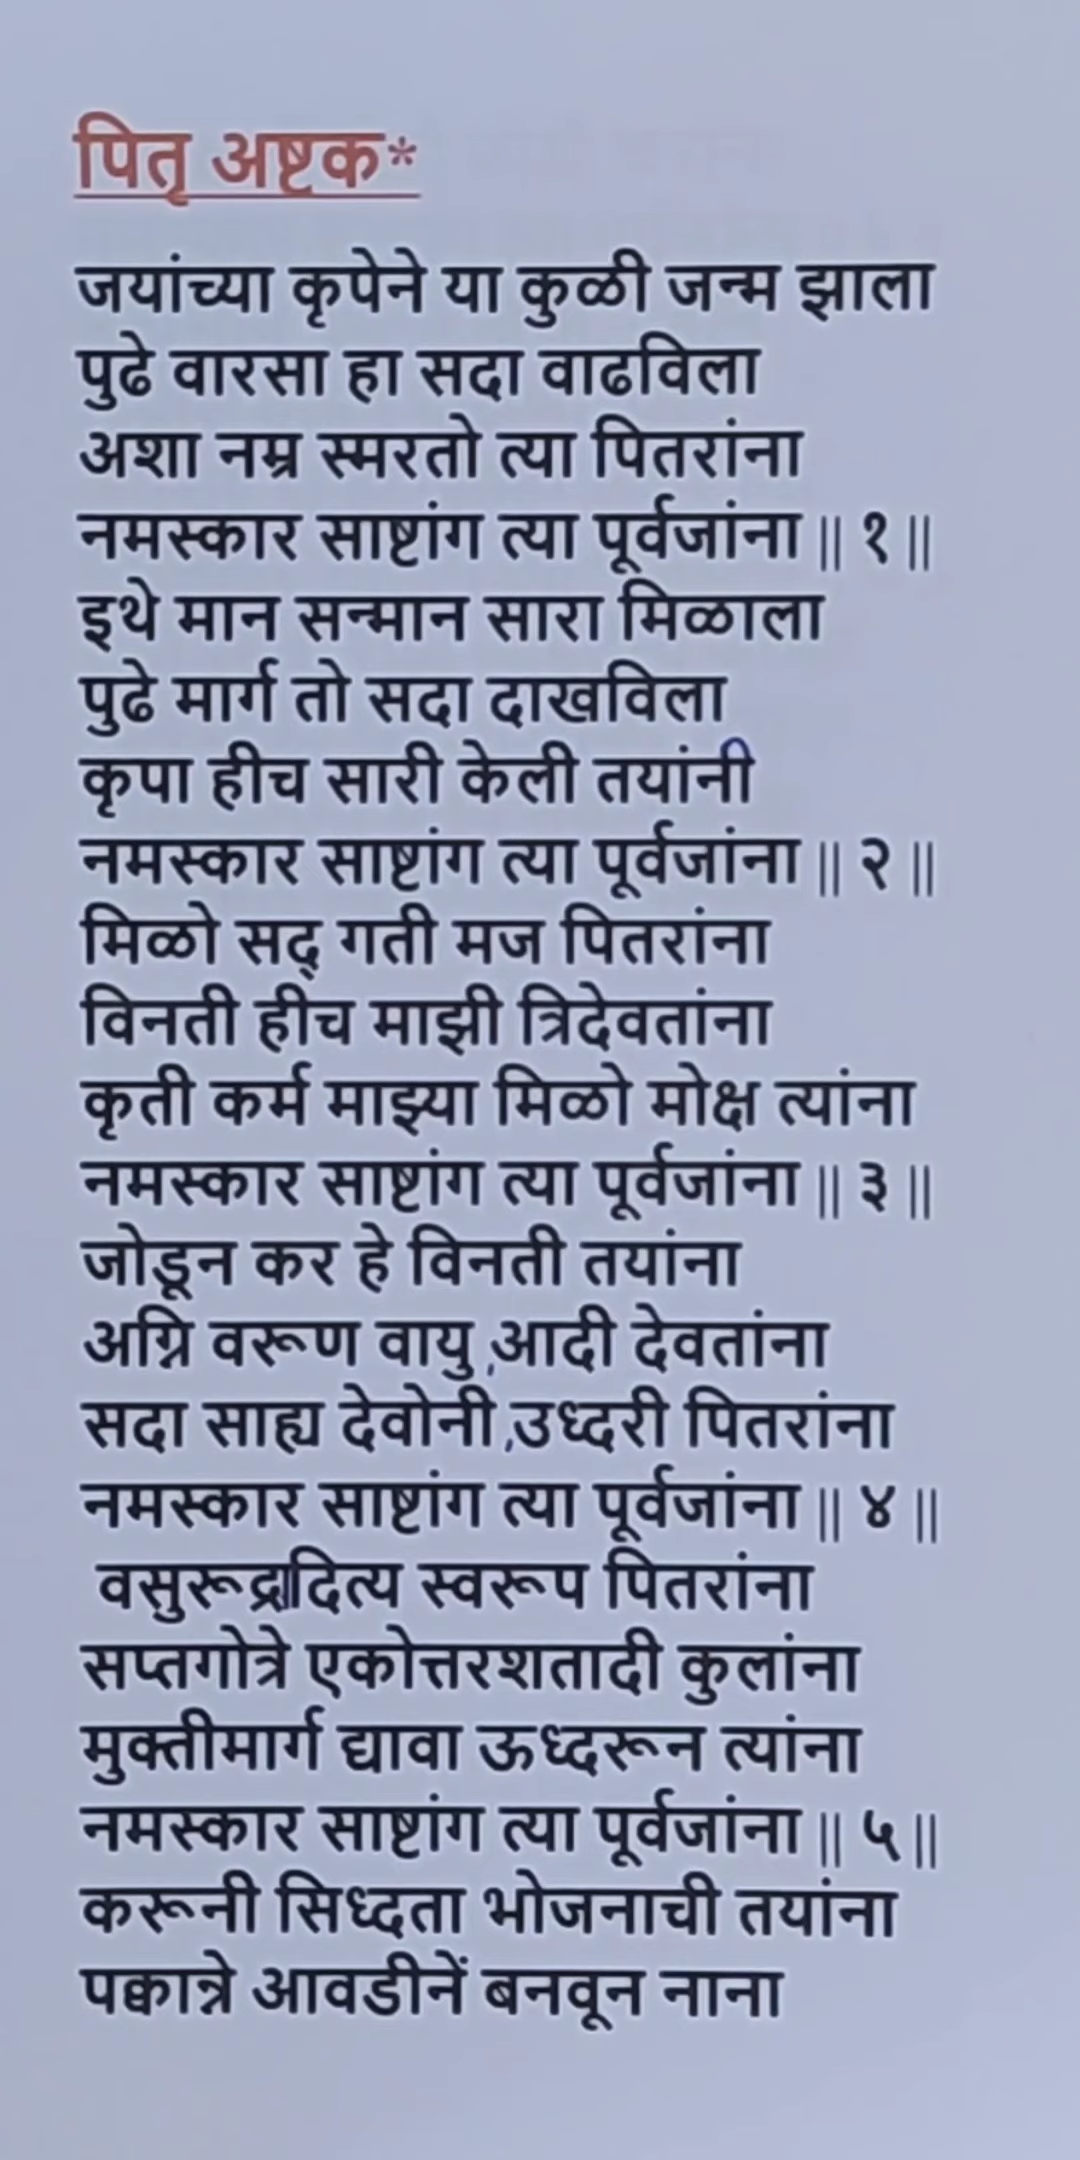 पितृ अष्टक*
जयांच्या कृपेने या कुळी जन्म झाला
पुढे वारसा हा सदा वाढविला
अशा नम्र स्मरतो त्या पितरांना
नमस्कार साष्टांग त्या पूर्वजांना || १ ||
इथे मान सन्मान सारा मिळाला
पुढे मार्ग तो सदा दाखविला
कृपा हीच सारी केली तयांनी
नमस्कार साष्टांग त्या पूर्वजांना || २ ||
मिळो सद् गती मज पितरांना
विनती हीच माझी त्रिदेवतांना
कृती कर्म माझ्या मिळो मोक्ष त्यांना
नमस्कार साष्टांग त्या पूर्वजांना || ३ ||
जोडून कर हे विनती तयांना
अग्नि वरूण वायु ,आदी देवतांना
सदा साह्य देवोनी ,उध्दरी पितरांना
नमस्कार साष्टांग त्या पूर्वजांना || ४ ||
वसुरूद्रादित्य स्वरूप पितरांना
सप्तगोत्रे एकोत्तरशतादी कुलांना
मुक्तीमार्ग द्यावा ऊध्दरून त्यांना
नमस्कार साष्टांग त्या पूर्वजांना || ५ ||
करूनी सिध्दता भोजनाची तयांना
पक्वान्ने आवडीनें बनवून नाना